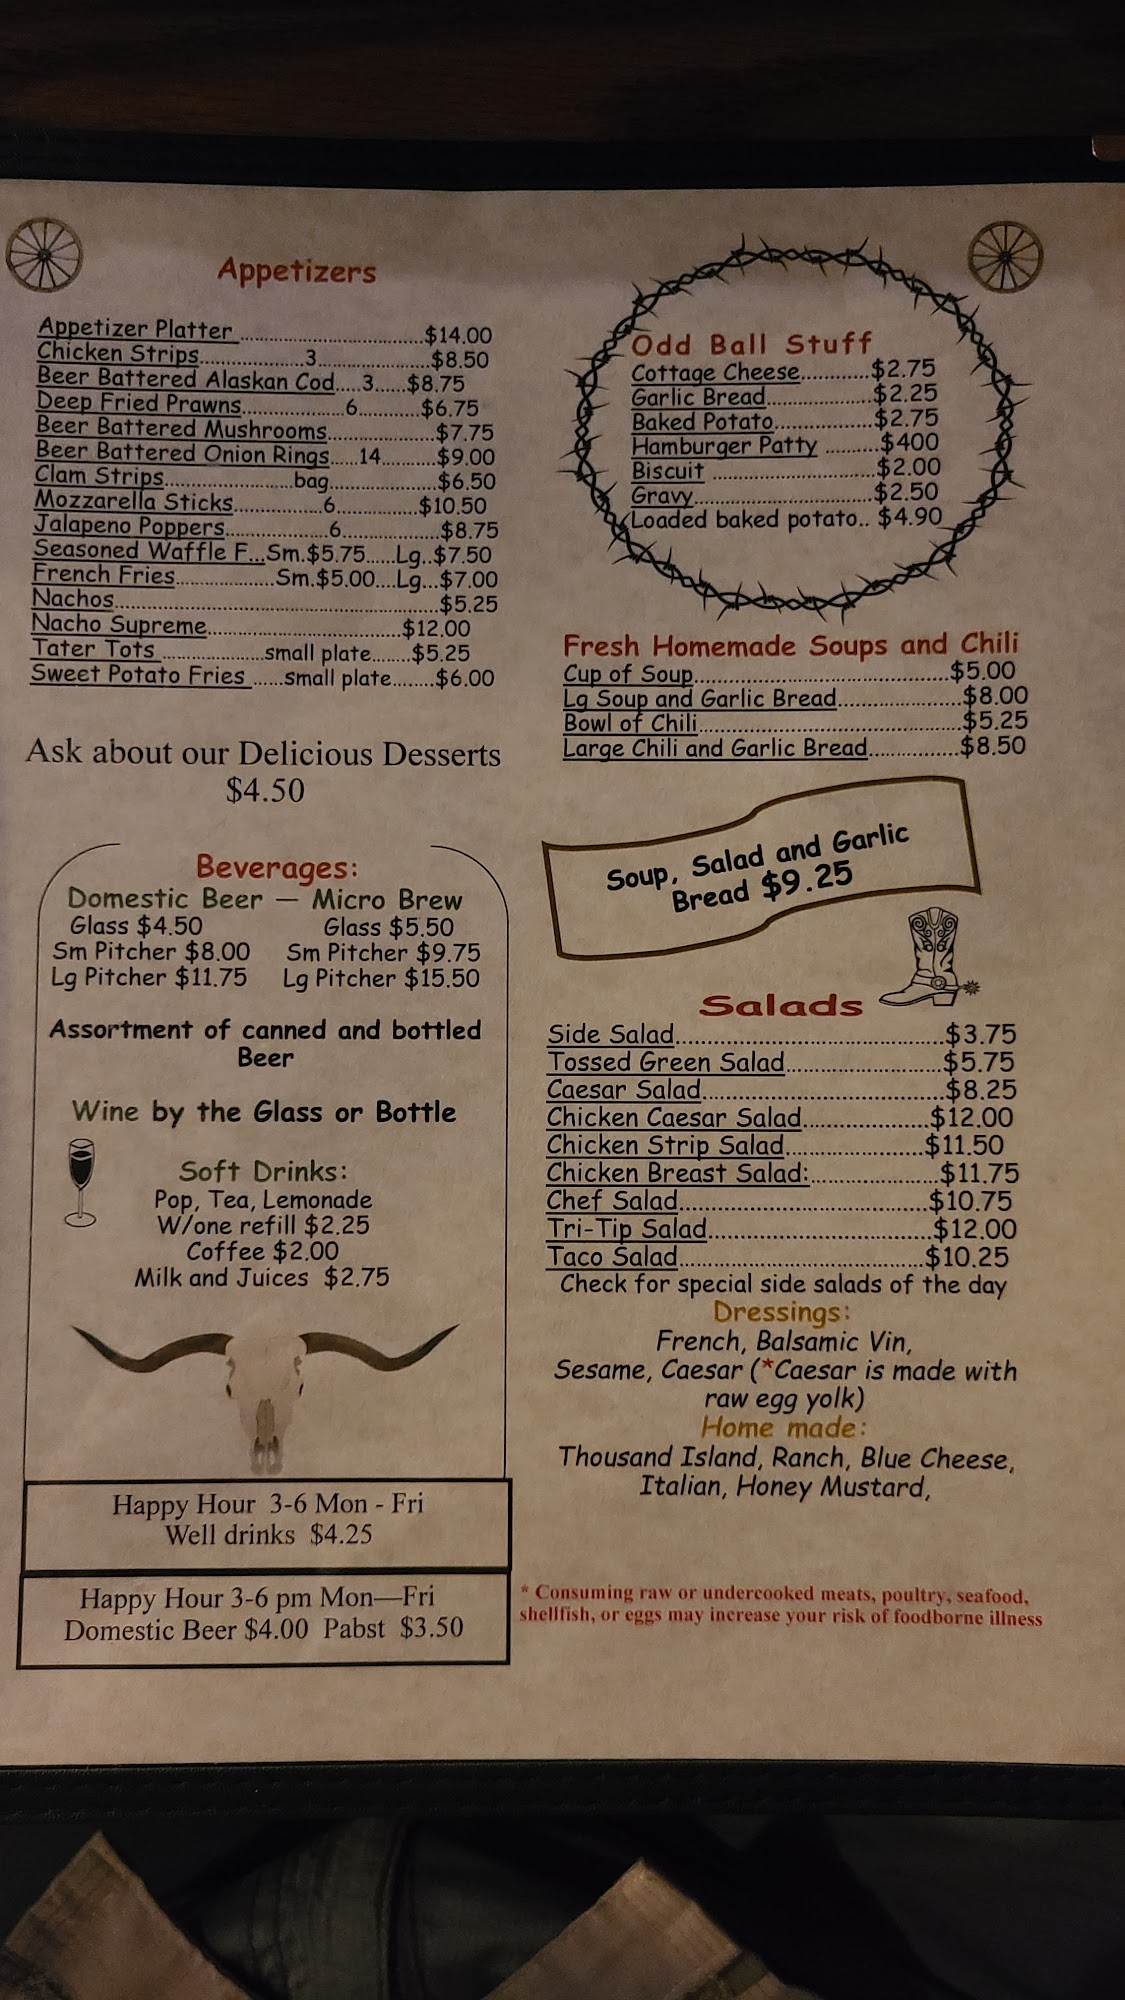 Appetizers
Appetizer Platter ......................................$14.00
Chicken Strips......................3........................$8.50
Beer Battered Alaskan Cod.....3......$8.75
Deep Fried Prawns.....................6.............$6.75
Beer Battered Mushrooms......................$7.75
Beer Battered Onion Rings.....14...........$9.00
Clam Strips...........................bag.......................$6.50
Mozzarella Sticks..................6..................$10.50
Jalapeno Poppers.....................6.....................$8.75
Seasoned Waffle F...Sm.$5.75......Lg..$7.50
French Fries.....................Sm.$5.00....Lg...$7.00
Nachos....................................................................$5.25
Nacho Supreme........................................$12.00
Tater Tots .....................small plate........$5.25
Sweet Potato Fries ......small plate........$6.00
Ask about our Delicious Desserts
$4.50
Beverages:
Domestic Beer — Micro Brew
Glass $4.50 Glass $5.50
Sm Pitcher $8.00 Sm Pitcher $9.75
Lg Pitcher $11.75 Lg Pitcher $15.50
Assortment of canned and bottled
Beer
Wine by the Glass or Bottle
Soft Drinks:
Pop, Tea, Lemonade
W/one refill $2.25
Coffee $2.00
Milk and Juices $2.75
Happy Hour 3-6 Mon - Fri
Well drinks $4.25
Happy Hour 3-6 pm Mon—Fri
Domestic Beer $4.00 Pabst $3.50
Odd Ball Stuff
Cottage Cheese............$2.75
Garlic Bread......................$2.25
Baked Potato....................$2.75
Hamburger Patty ...........$400
Biscuit ..................................$2.00
Gravy.....................................$2.50
Loaded baked potato.. $4.90
Fresh Homemade Soups and Chili
Cup of Soup...............................................$5.00
Lg Soup and Garlic Bread.......................$8.00
Bowl of Chili.................................................$5.25
Large Chili and Garlic Bread................$8.50
Soup, Salad and Garlic
Bread $9.25
Salads
Side Salad..........................................$3.75
Tossed Green Salad.........................$5.75
Caesar Salad......................................$8.25
Chicken Caesar Salad....................$12.00
Chicken Strip Salad......................$11.50
Chicken Breast Salad:....................$11.75
Chef Salad.......................................$10.75
Tri-Tip Salad...................................$12.00
Taco Salad.......................................$10.25
Check for special side salads of the day
Dressings:
French, Balsamic Vin,
Sesame, Caesar (*Caesar is made with
raw egg yolk)
Home made:
Thousand Island, Ranch, Blue Cheese,
Italian, Honey Mustard,
* Consuming raw or undercooked meats, poultry, seafood,
shellfish, or eggs may increase your risk of foodborne illness